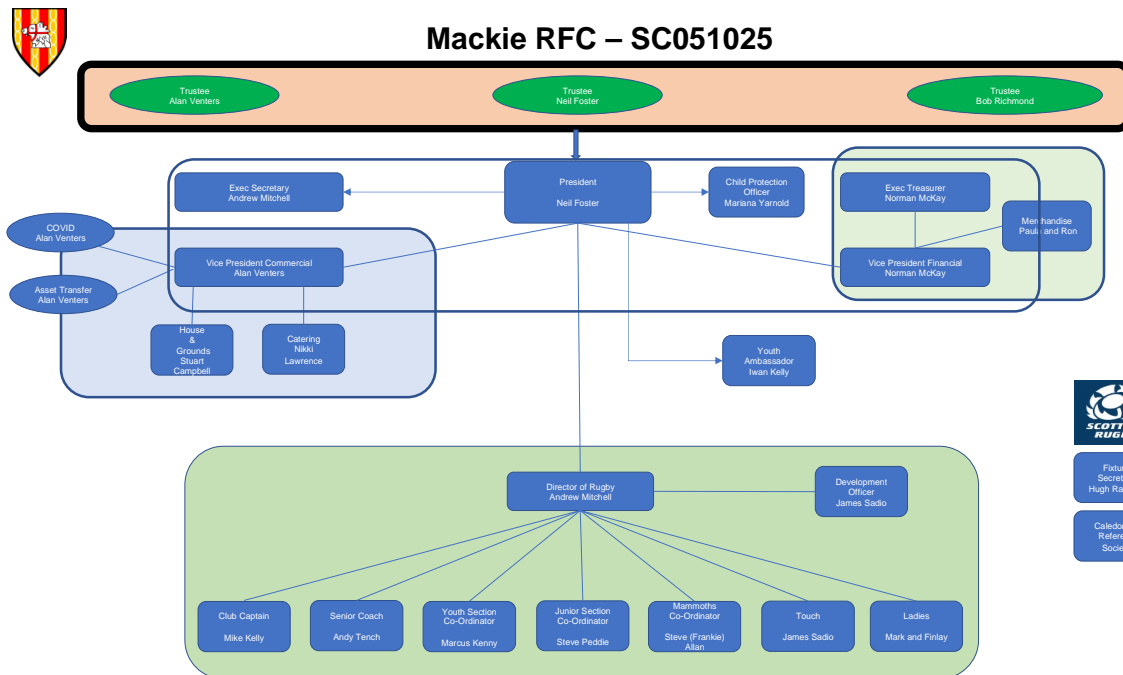 Mackie RFC – SC051025
Trustee
Alan Venters
Trustee
Neil Foster
Trustee
Bob Richmond
Exec Secretary
Andrew Mitchell
President
Neil Foster
Child Protection
Officer
Mariana Yarnold
Exec Treasurer
Norman McKay
Merchandise
Paula and Ron
COVID
Alan Venters
Vice President Commercial
Alan Venters
Vice President Financial
Norman McKay
Asset Transfer
Alan Venters
House
&
Grounds
Stuart
Campbell
Catering
Nikki
Lawrence
Youth
Ambassador
Iwan Kelly
Director of Rugby
Andrew Mitchell
Development
Officer
James Sadio
Hugh
Club Captain
Mike Kelly
Senior Coach
Andy Tench
Youth Section
Co-Ordinator
Marcus Kenny
Junior Section
Co-Ordinator
Steve Peddie
Mammoths
Co-Ordinator
Steve (Frankie)
Allan
Touch
James Sadio
Ladies
Mark and Finlay